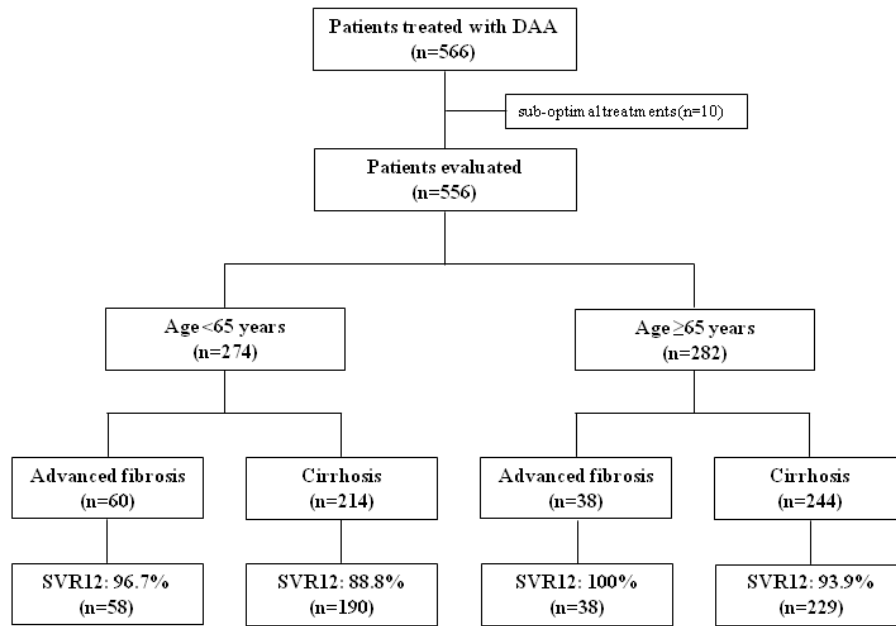 Patients treated with DAA
(n=566)
sub-optimal treatments(n=10)
Patients evaluated
(n=556)
Age <65 years
(n=274)
Age ≥65 years
(n=282)
Advanced fibrosis
(n=60)
Cirrhosis
(n=214)
Advanced fibrosis
(n=38)
Cirrhosis
(n=244)
SVR12: 96.7%
(n=58)
SVR12: 88.8%
(n=190)
SVR12: 100%
(n=38)
SVR12: 93.9%
(n=229)